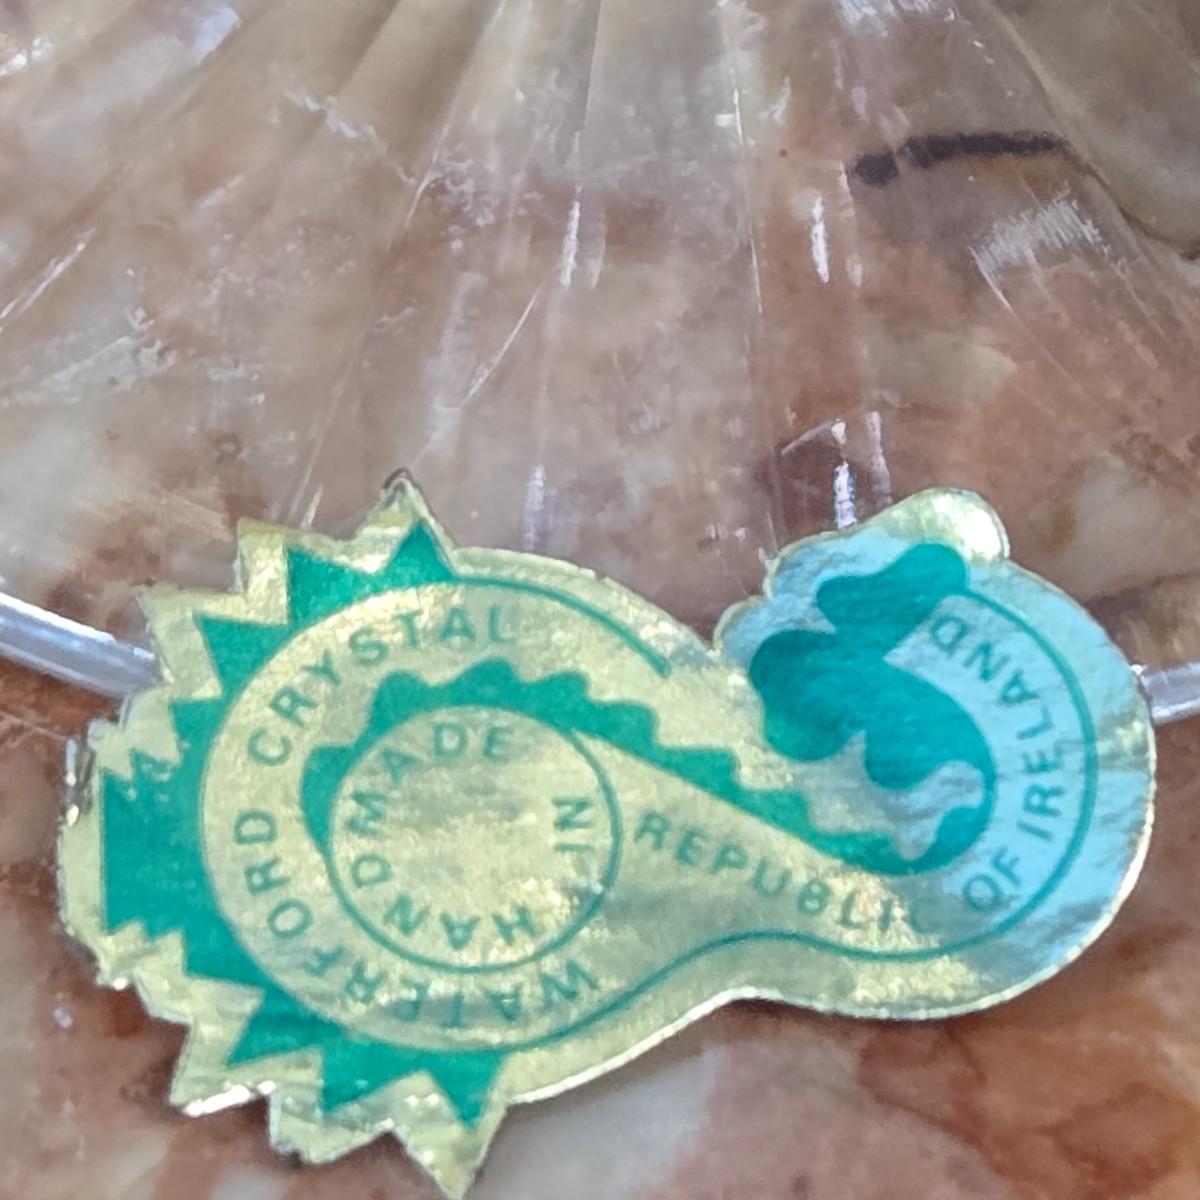 WATERFORD CRYSTAL
HANDMADE IN
REPUBLIC OF IRELAND